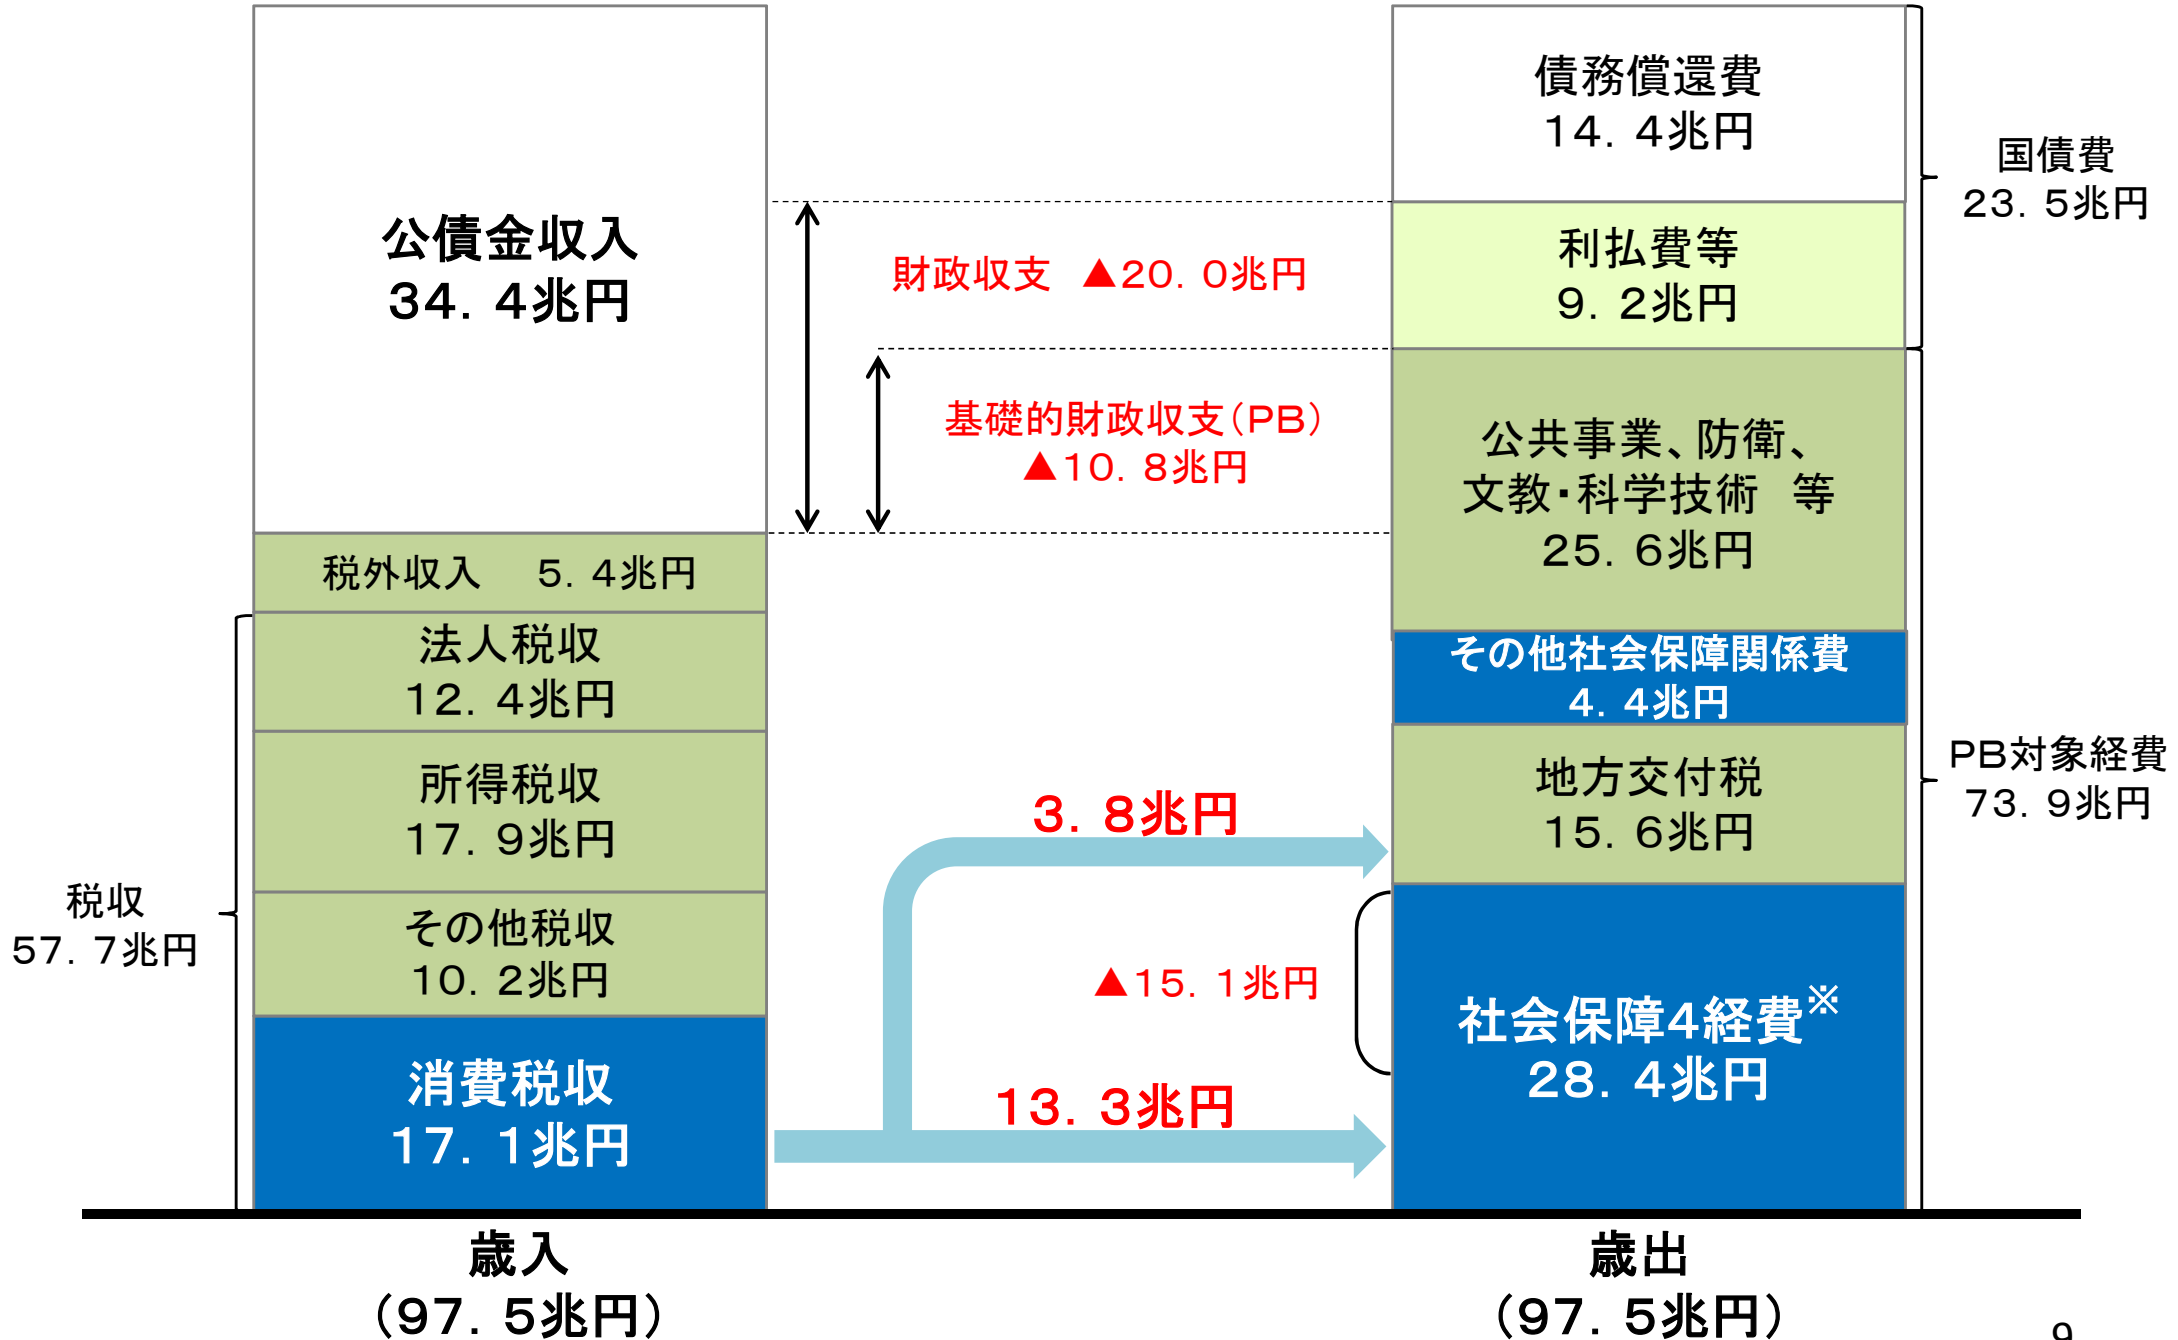 公債金収入
34．4兆円
税外収入　5．4兆円
法人税収
12．4兆円
所得税収
17．9兆円
その他税収
10．2兆円
消費税収
17．1兆円
税収
57．7兆円
歳入
（97．5兆円）
財政収支　▲20．0兆円
基礎的財政収支（PB）
▲10．8兆円
3．8兆円
▲15．1兆円
13．3兆円
債務償還費
14．4兆円
利払費等
9．2兆円
公共事業、防衛、
文教・科学技術　等
25．6兆円
その他社会保障関係費
4．4兆円
地方交付税
15．6兆円
社会保障4経費※
28．4兆円
歳出
（97．5兆円）
国債費
23．5兆円
PB対象経費
73．9兆円
9